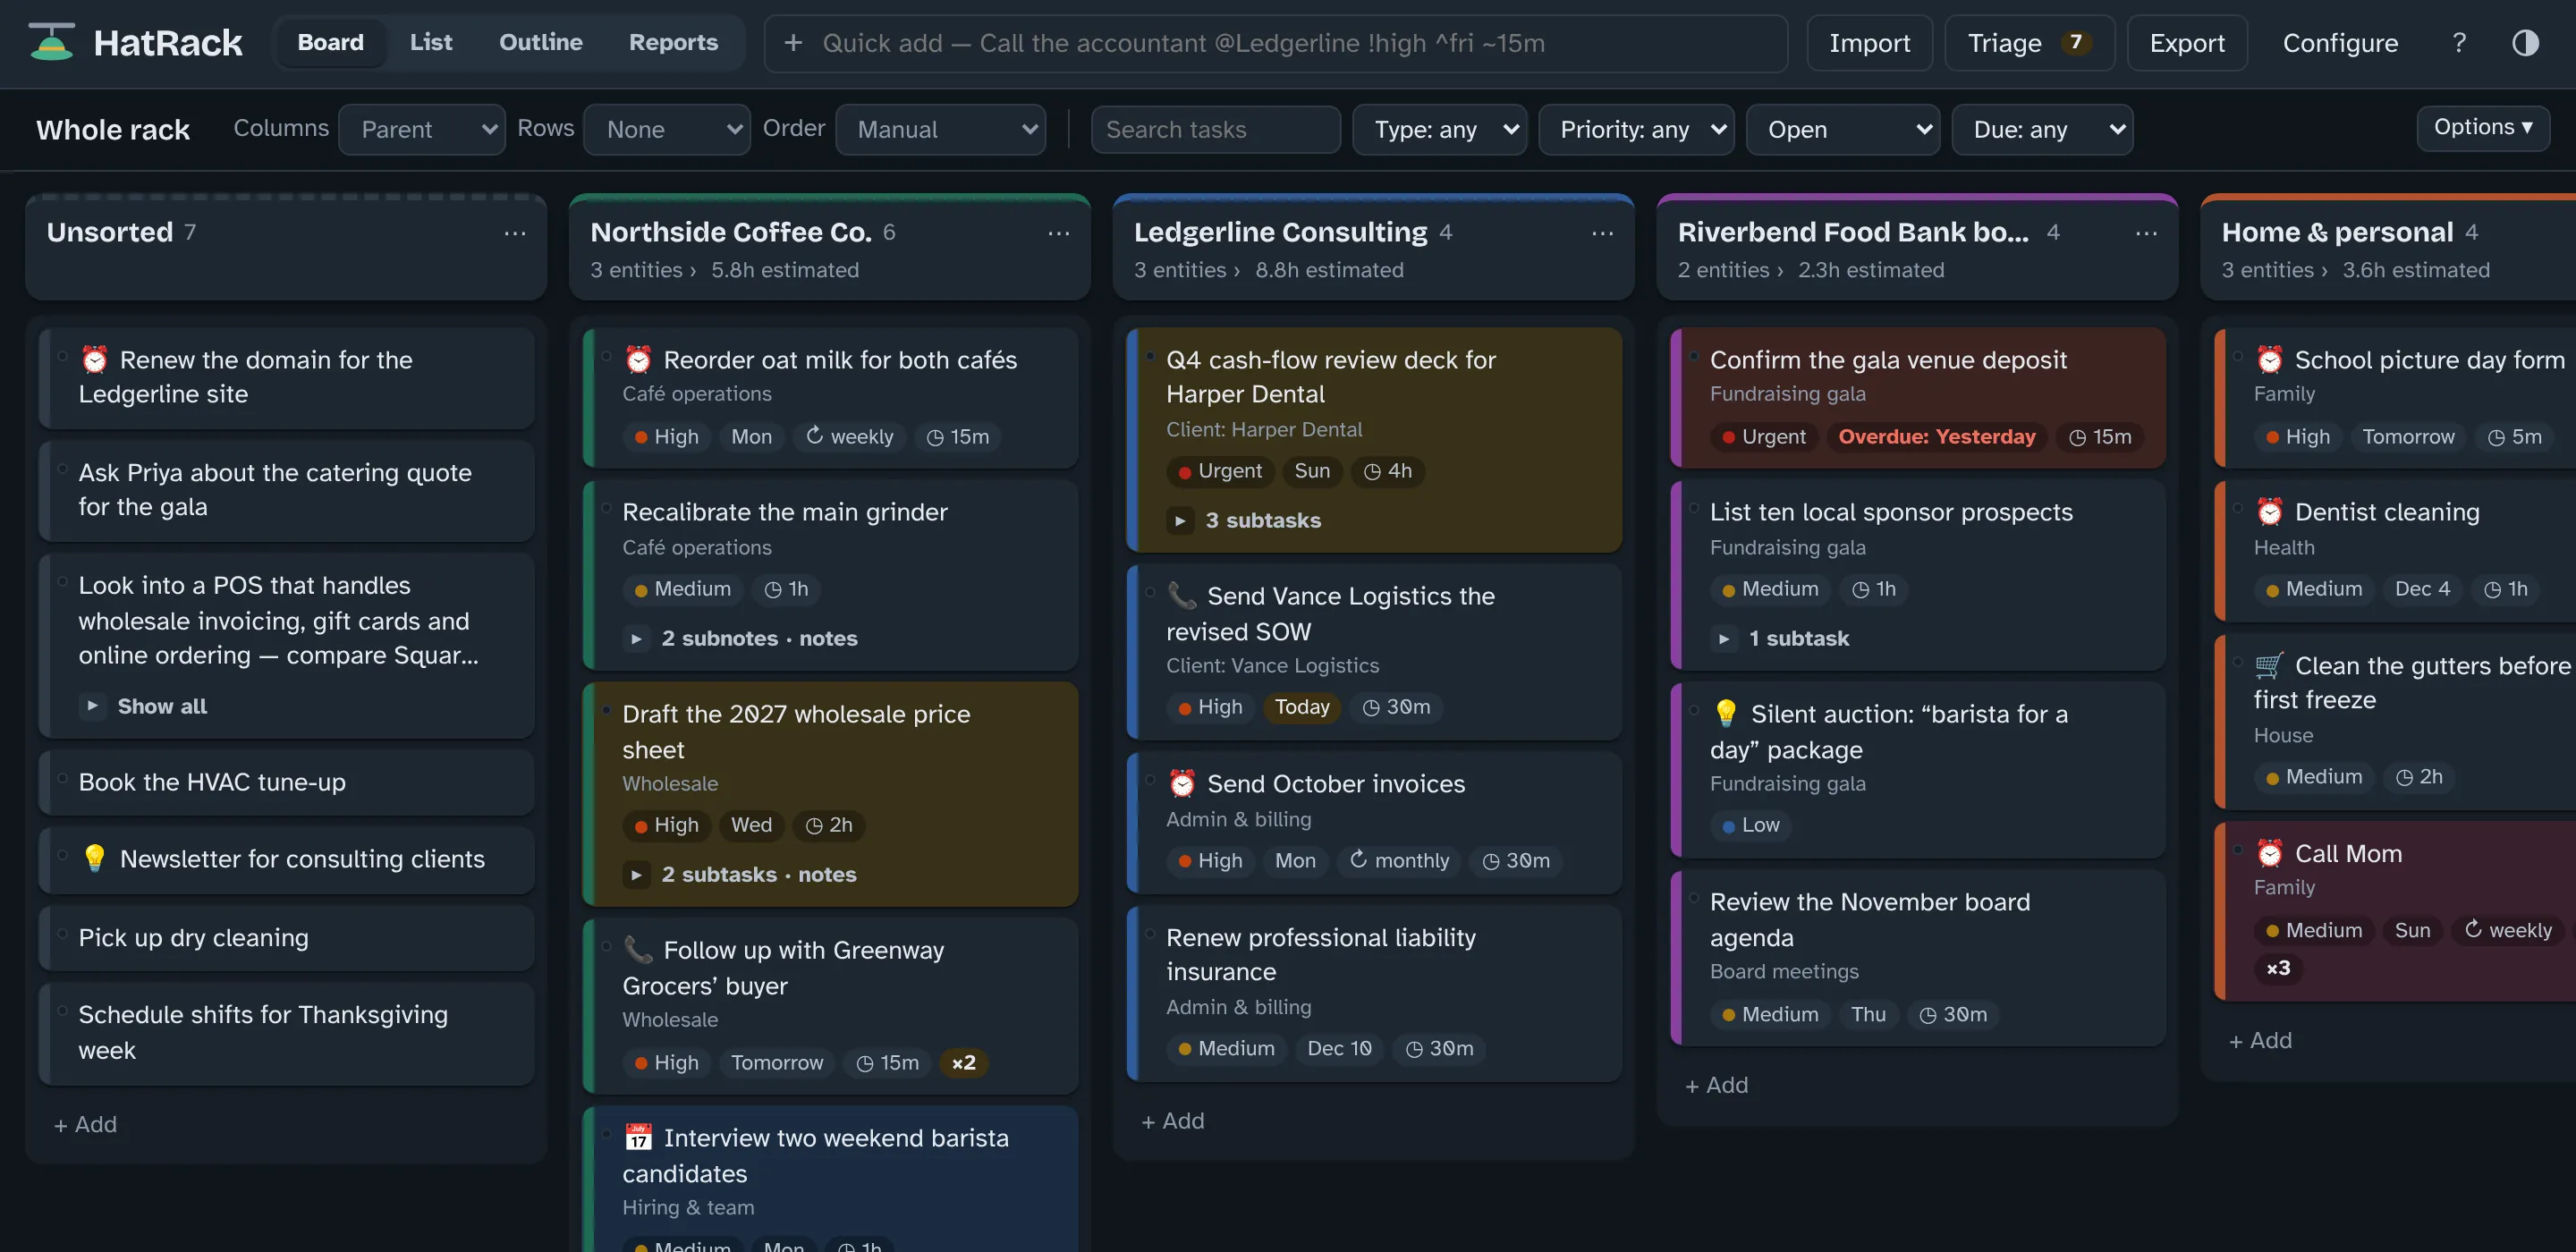 HatRack Board List Outline Reports + Quick add — Call the accountant @Ledgerline !high ^fri ~15m Import Triage 7 Export Configure ?
Whole rack Columns Parent Rows None Order Manual Search tasks Type: any Priority: any Open Due: any Options ▾
Unsorted 7 ...
Renew the domain for the
Ledgerline site
Ask Priya about the catering quote
for the gala
Look into a POS that handles
wholesale invoicing, gift cards and
online ordering — compare Squar...
Show all
Book the HVAC tune-up
Newsletter for consulting clients
Pick up dry cleaning
Schedule shifts for Thanksgiving
week
+ Add
Northside Coffee Co. 6 ...
3 entities › 5.8h estimated
Reorder oat milk for both cafés
Café operations
High Mon ↻ weekly 15m
Recalibrate the main grinder
Café operations
Medium 1h
2 subnotes · notes
Draft the 2027 wholesale price
sheet
Wholesale
High Wed 2h
2 subtasks · notes
Follow up with Greenway
Grocers’ buyer
Wholesale
High Tomorrow 15m ×2
July
17
Interview two weekend barista
candidates
Hiring & team
Medium Mon 1h
Ledgerline Consulting 4 ...
3 entities › 8.8h estimated
Q4 cash-flow review deck for
Harper Dental
Client: Harper Dental
Urgent Sun 4h
3 subtasks
Send Vance Logistics the
revised SOW
Client: Vance Logistics
High Today 30m
Send October invoices
Admin & billing
High Mon ↻ monthly 30m
Renew professional liability
insurance
Admin & billing
Medium Dec 10 30m
+ Add
Riverbend Food Bank bo... 4 ...
2 entities › 2.3h estimated
Confirm the gala venue deposit
Fundraising gala
Urgent Overdue: Yesterday 15m
List ten local sponsor prospects
Fundraising gala
Medium 1h
1 subtask
Silent auction: “barista for a
day” package
Fundraising gala
Low
Review the November board
agenda
Board meetings
Medium Thu 30m
+ Add
Home & personal 4
3 entities › 3.6h estimated
School picture day form
Family
High Tomorrow 5m
Dentist cleaning
Health
Medium Dec 4 1h
Clean the gutters before
first freeze
House
Medium 2h
Call Mom
Family
Medium Sun ↻ weekly
×3
+ Add